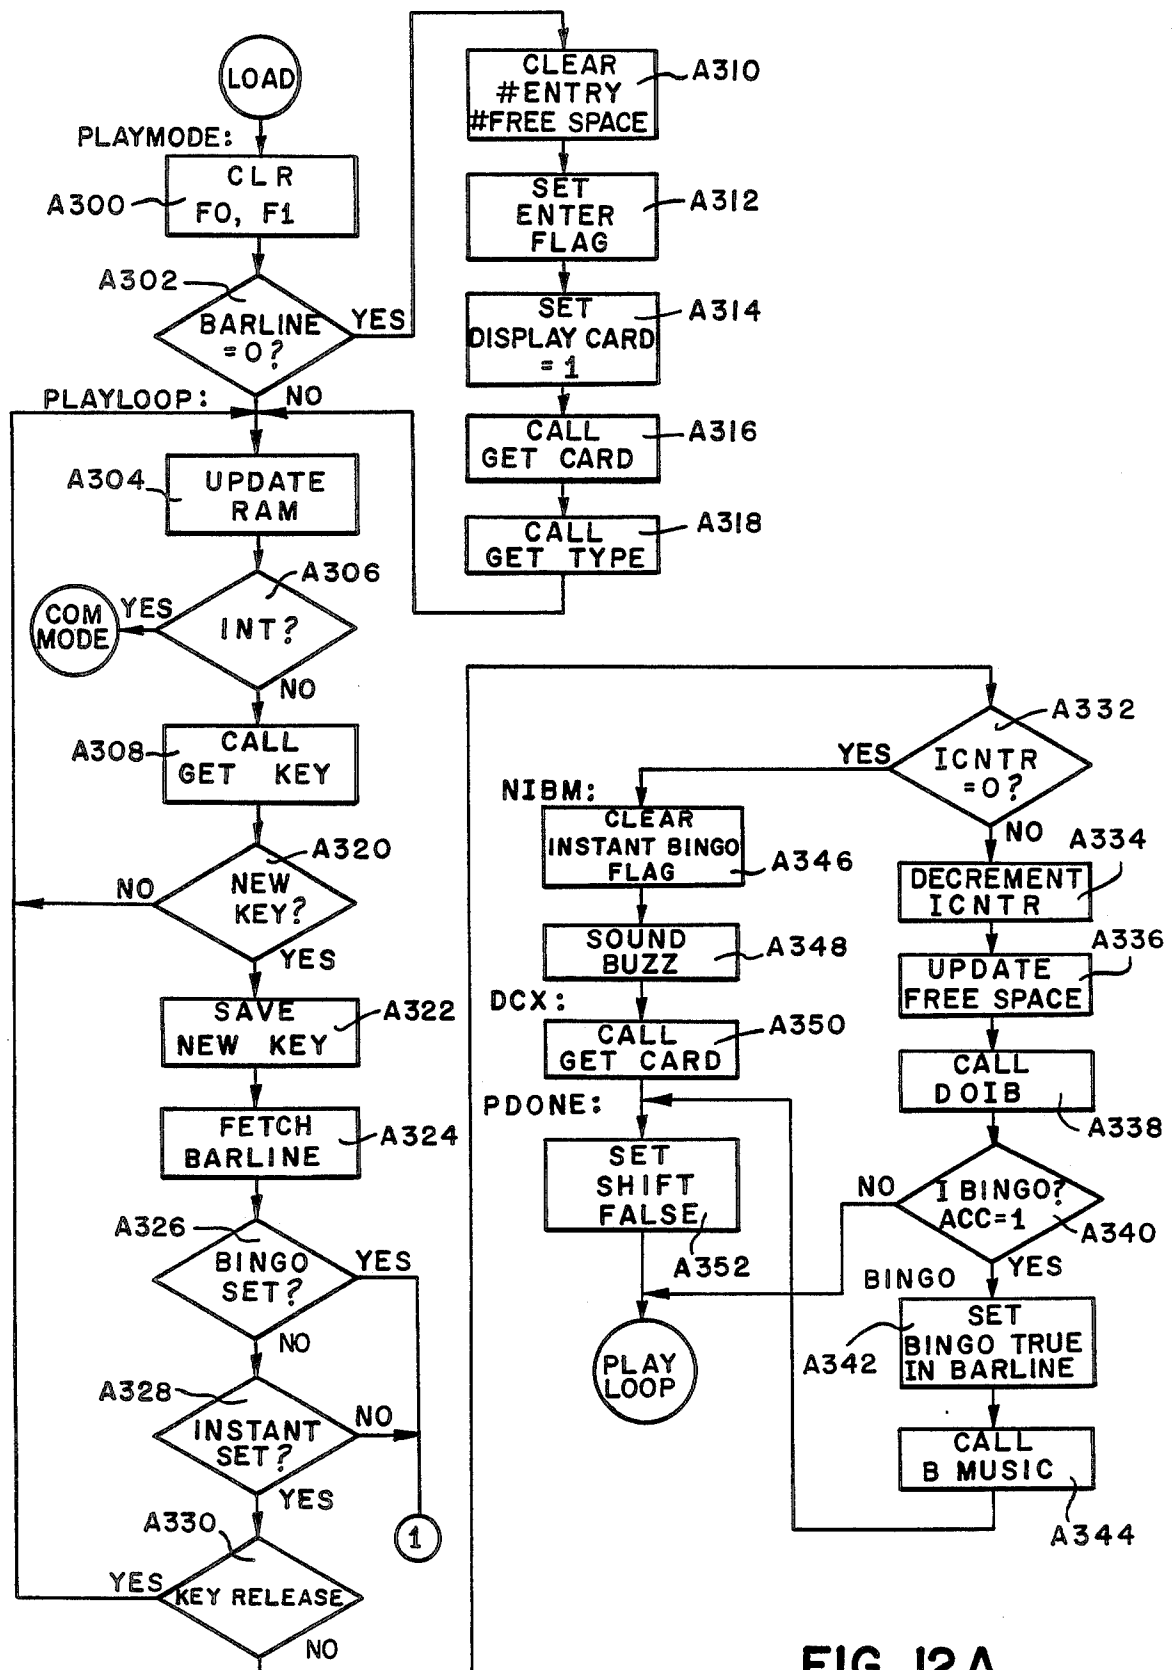 LOAD
PLAYMODE:
CLR
F0, F1
A300
A302
BARLINE
=0?
YES
NO
CLEAR
#ENTRY
#FREE SPACE
A310
SET
ENTER
FLAG
A312
SET
DISPLAY CARD
=1
A314
CALL
GET CARD
A316
CALL
GET TYPE
A318
PLAYLOOP:
A304
UPDATE
RAM
A306
INT?
YES
COM
MODE
NO
A308
CALL
GET KEY
A320
NEW
KEY?
NO
YES
SAVE
NEW KEY
A322
FETCH
BARLINE
A324
A326
BINGO
SET?
YES
NO
A328
INSTANT
SET?
NO
YES
1
A330
KEY RELEASE
YES
NO
A332
ICNTR
=0?
YES
NO
NIBM:
CLEAR
INSTANT BINGO
FLAG
A346
SOUND
BUZZ
A348
DCX:
CALL
GET CARD
A350
PDONE:
SET
SHIFT
FALSE
A352
PLAY
LOOP
A334
DECREMENT
ICNTR
A336
UPDATE
FREE SPACE
CALL
DOIB
A338
I BINGO?
ACC=1
A340
NO
YES
BINGO
SET
BINGO TRUE
IN BARLINE
A342
CALL
B MUSIC
A344
FIG. 12A